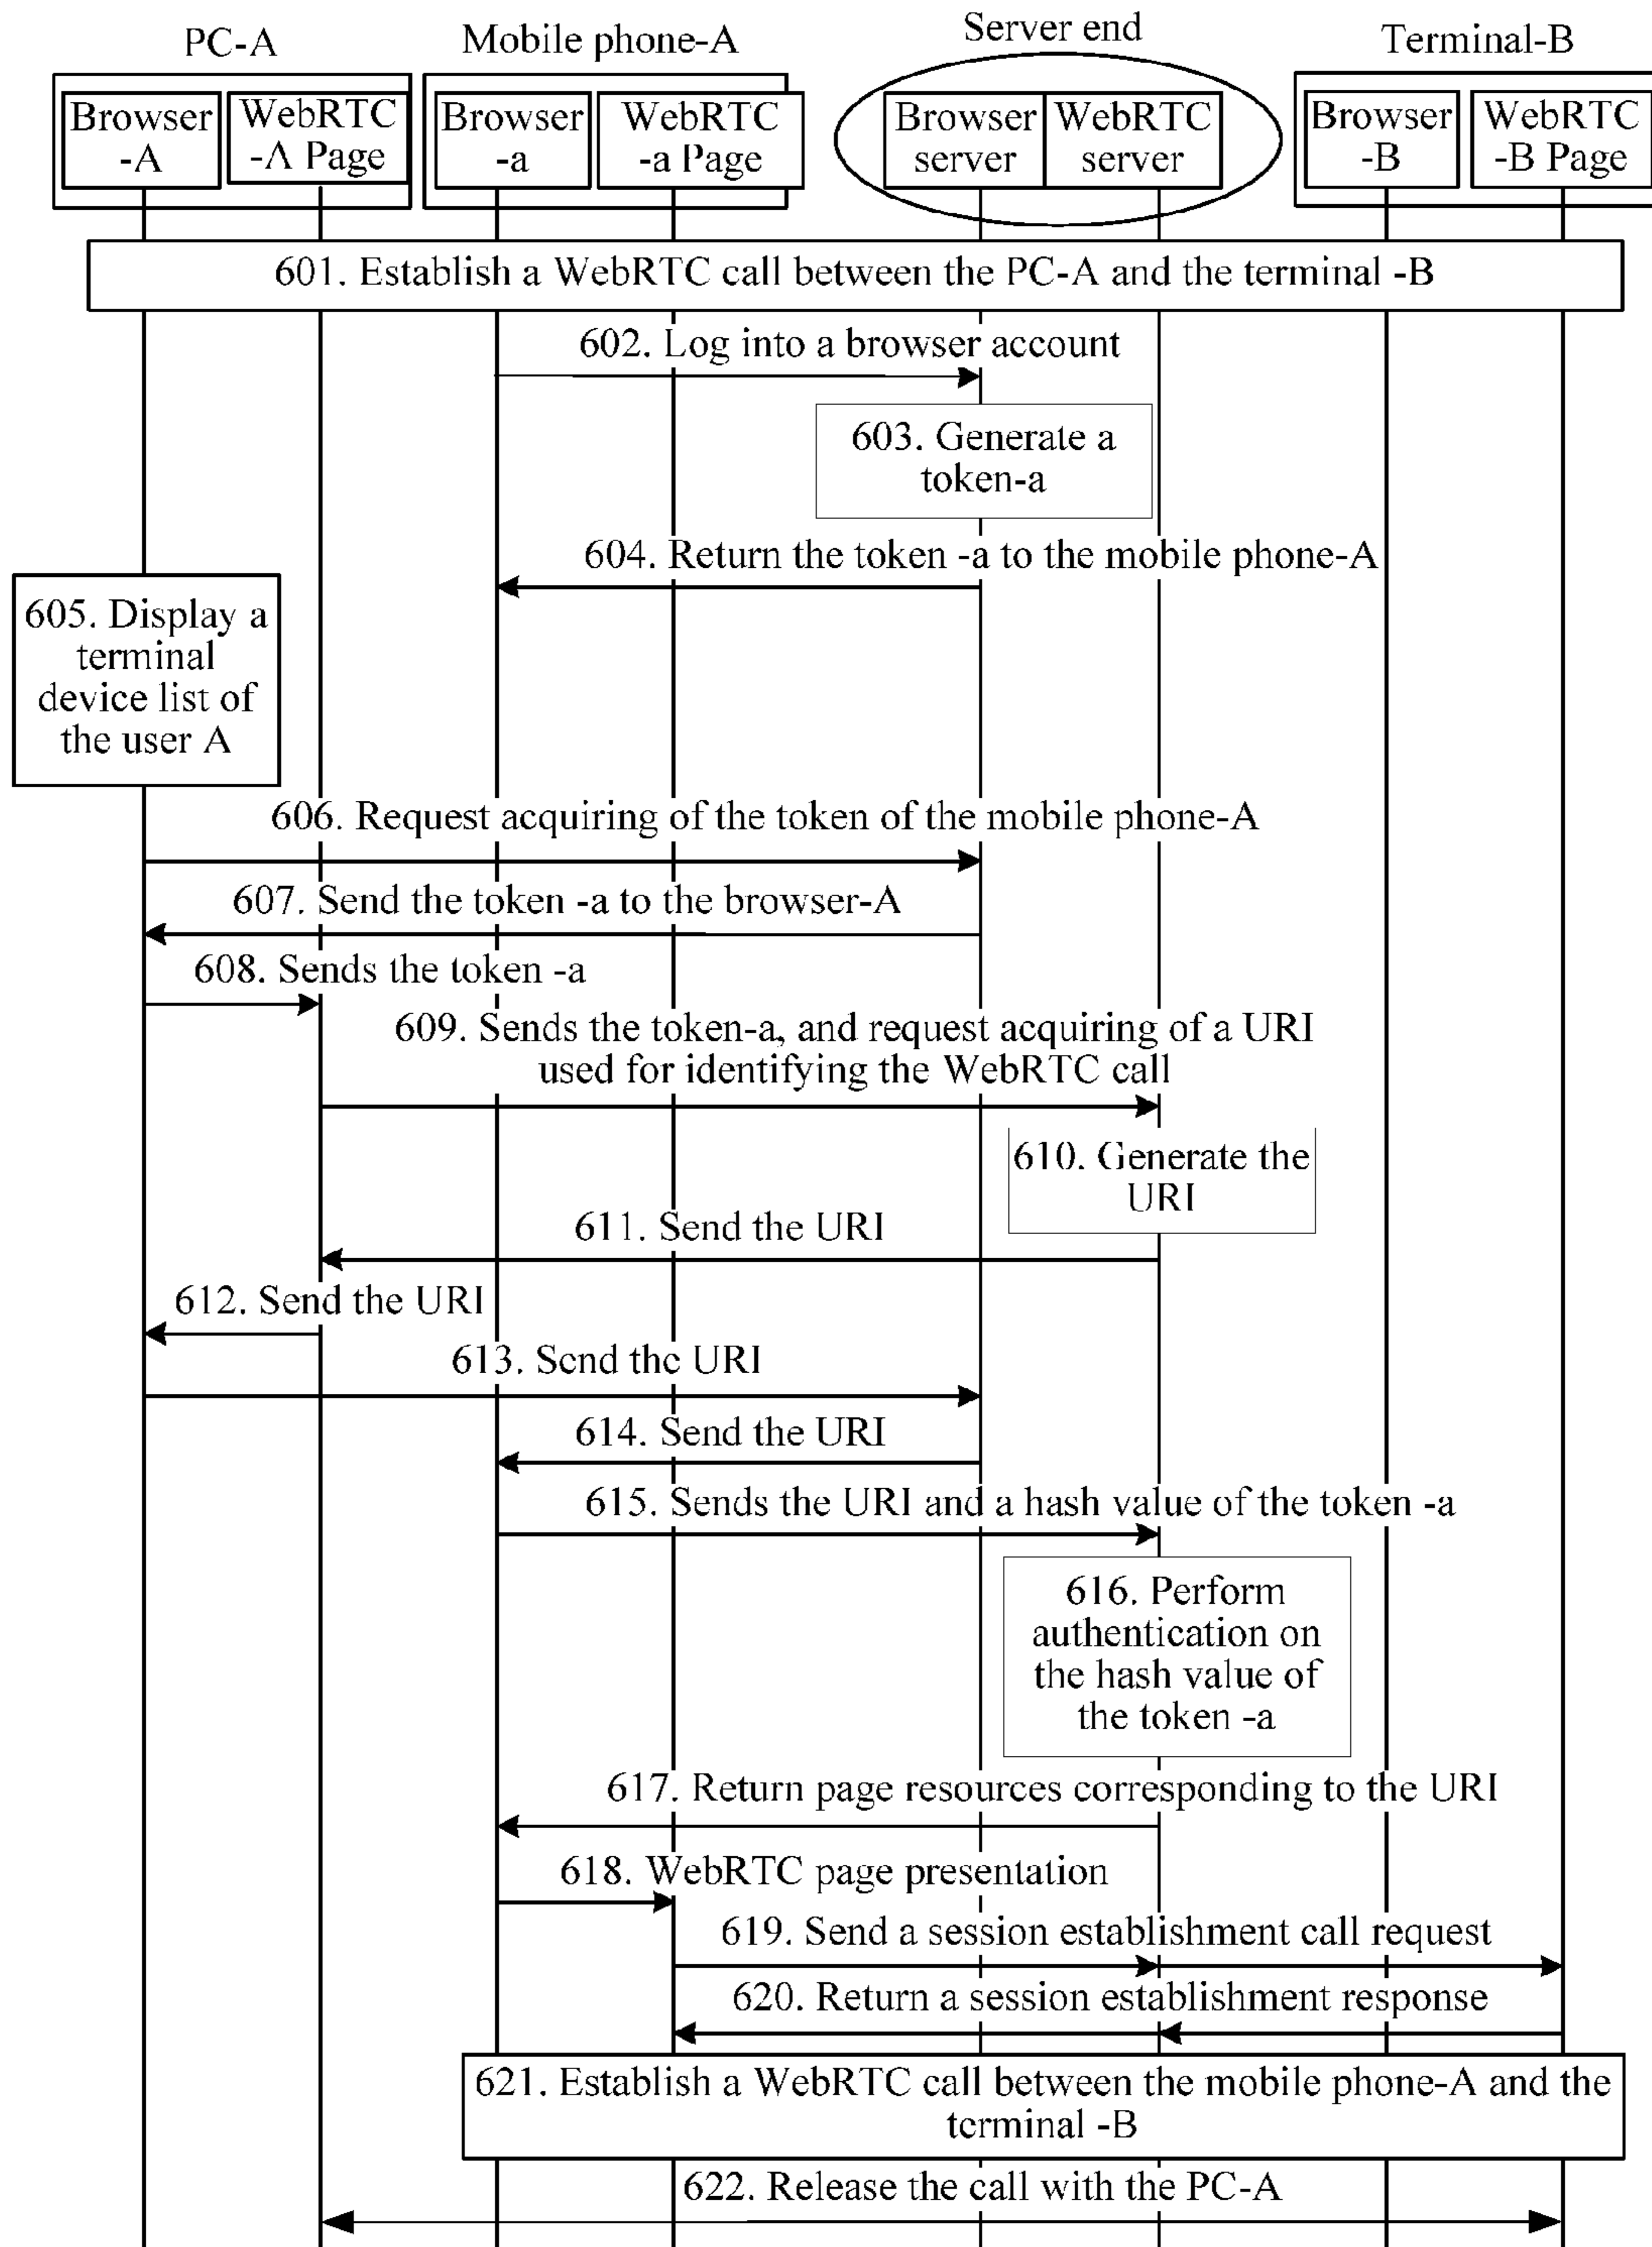 PC-A
Mobile phone-A
Server end
Terminal-B
Browser
-A
WebRTC
-A Page
Browser
-a
WebRTC
-a Page
Browser
server
WebRTC
server
Browser
-B
WebRTC
-B Page
601. Establish a WebRTC call between the PC-A and the terminal -B
602. Log into a browser account
603. Generate a
token-a
604. Return the token -a to the mobile phone-A
605. Display a
terminal
device list of
the user A
606. Request acquiring of the token of the mobile phone-A
607. Send the token -a to the browser-A
608. Sends the token -a
609. Sends the token-a, and request acquiring of a URI
used for identifying the WebRTC call
610. Generate the
URI
611. Send the URI
612. Send the URI
613. Send the URI
614. Send the URI
615. Sends the URI and a hash value of the token -a
616. Perform
authentication on
the hash value of
the token -a
617. Return page resources corresponding to the URI
618. WebRTC page presentation
619. Send a session establishment call request
620. Return a session establishment response
621. Establish a WebRTC call between the mobile phone-A and the
terminal -B
622. Release the call with the PC-A